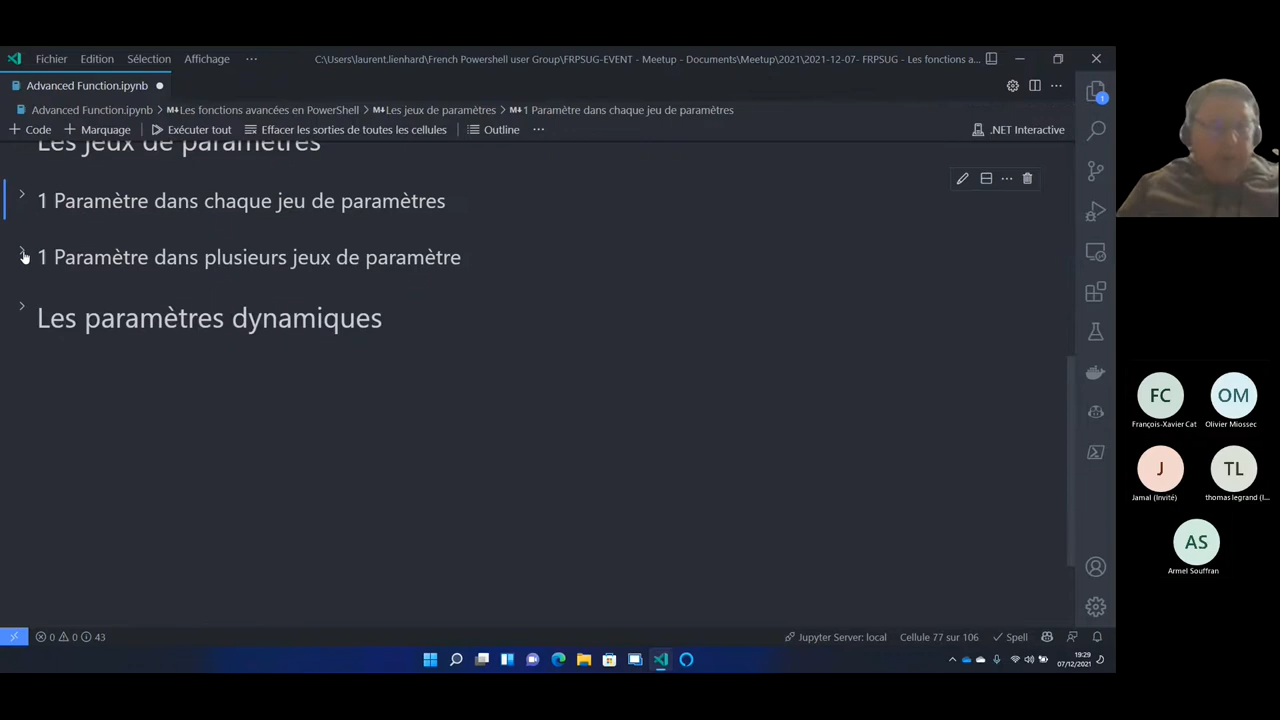 Fichier Edition Sélection Affichage ··· C:\Users\laurent.lienhard\French Powershell user Group\FRPSUG-EVENT - Meetup - Documents\Meetup\2021\2021-12-07- FRPSUG - Les fonctions a...
Advanced Function.ipynb
Advanced Function.ipynb > Les fonctions avancées en PowerShell > Les jeux de paramètres > 1 Paramètre dans chaque jeu de paramètres
+ Code + Marquage Exécuter tout Effacer les sorties de toutes les cellules Outline ··· .NET Interactive
Les jeux de paramètres
1 Paramètre dans chaque jeu de paramètres
1 Paramètre dans plusieurs jeux de paramètre
Les paramètres dynamiques
1
FC OM
François-Xavier Cat Olivier Miossec
J TL
Jamal (Invité) thomas legrand (I...
AS
Armel Souffran
0 0 43 Jupyter Server: local Cellule 77 sur 106 Spell
19:29
07/12/2021